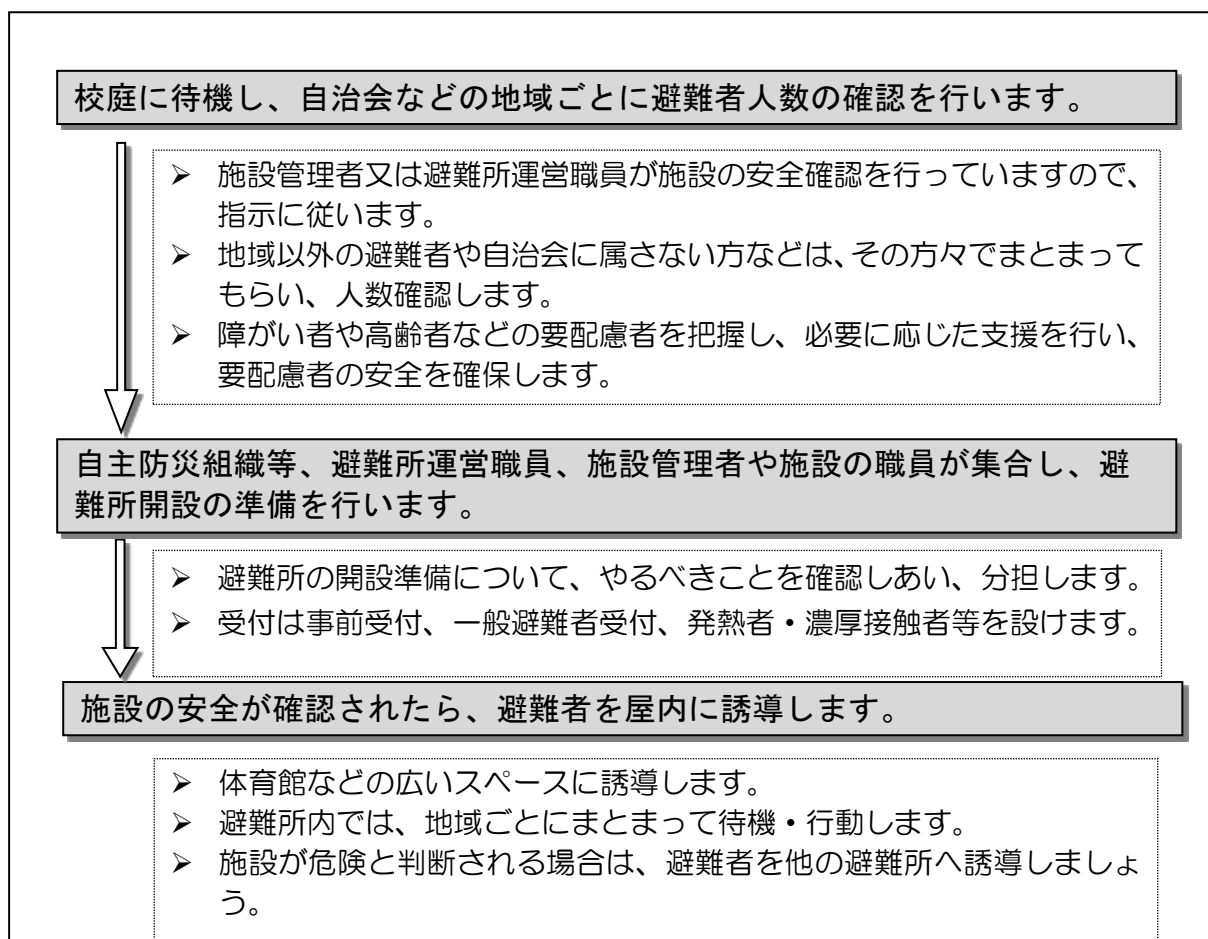 校庭に待機し、自治会などの地域ごとに避難者人数の確認を行います。
➢ 施設管理者又は避難所運営職員が施設の安全確認を行っていますので、
指示に従います。
➢ 地域以外の避難者や自治会に属さない方などは、その方々でまとまって
もらい、人数確認します。
➢ 障がい者や高齢者などの要配慮者を把握し、必要に応じた支援を行い、
要配慮者の安全を確保します。
自主防災組織等、避難所運営職員、施設管理者や施設の職員が集合し、避
難所開設の準備を行います。
➢ 避難所の開設準備について、やるべきことを確認しあい、分担します。
➢ 受付は事前受付、一般避難者受付、発熱者・濃厚接触者等を設けます。
施設の安全が確認されたら、避難者を屋内に誘導します。
➢ 体育館などの広いスペースに誘導します。
➢ 避難所内では、地域ごとにまとまって待機・行動します。
➢ 施設が危険と判断される場合は、避難者を他の避難所へ誘導しましょ
う。